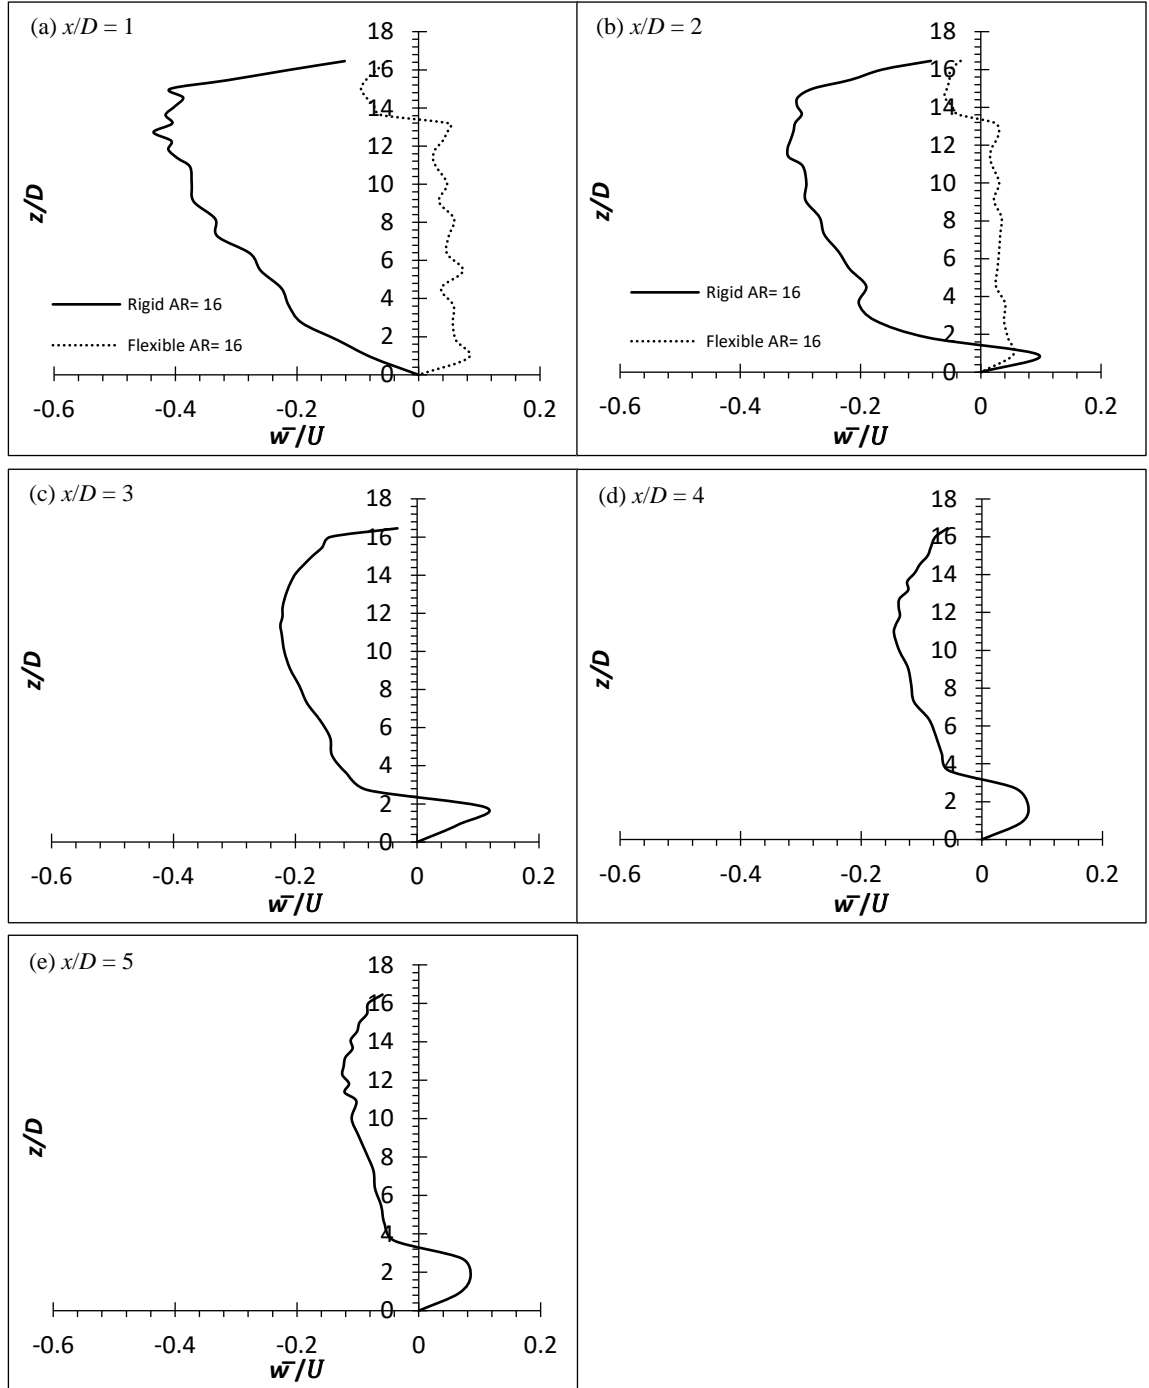 (a) x/D = 1
18
16
14
12
10
8
6
4
2
0
z/D
Rigid AR= 16
Flexible AR= 16
-0.6 -0.4 -0.2 0 0.2
w̄/U
(b) x/D = 2
18
16
14
12
10
8
6
4
2
0
z/D
Rigid AR= 16
Flexible AR= 16
-0.6 -0.4 -0.2 0 0.2
w̄/U
(c) x/D = 3
18
16
14
12
10
8
6
4
2
0
z/D
-0.6 -0.4 -0.2 0 0.2
w̄/U
(d) x/D = 4
18
16
14
12
10
8
6
4
2
0
z/D
-0.6 -0.4 -0.2 0 0.2
w̄/U
(e) x/D = 5
18
16
14
12
10
8
6
4
2
0
z/D
-0.6 -0.4 -0.2 0 0.2
w̄/U